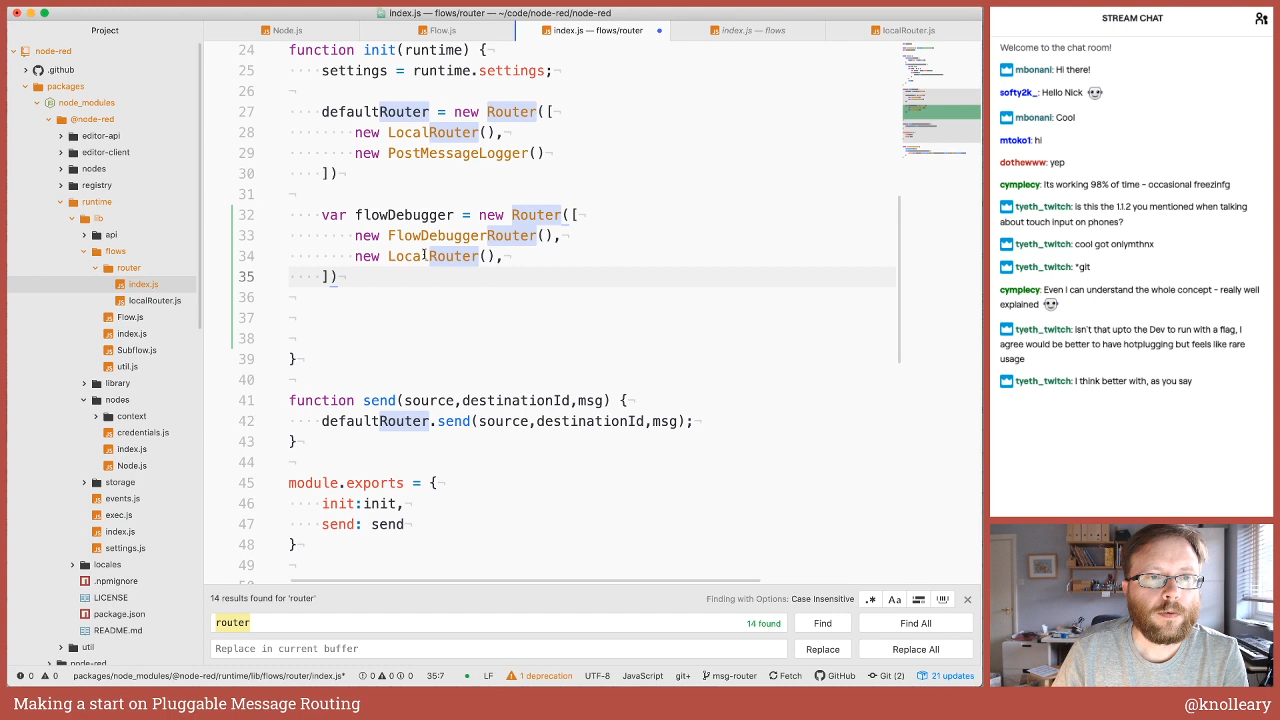 index.js — flows/router — ~/code/node-red/node-red
Project
Node.js
Flow.js
index.js — flows/router
index.js — flows
localRouter.js
node-red
.github
packages
node_modules
@node-red
editor-api
editor-client
nodes
registry
runtime
lib
api
flows
router
index.js
localRouter.js
Flow.js
index.js
Subflow.js
util.js
library
nodes
context
credentials.js
index.js
Node.js
storage
events.js
exec.js
index.js
settings.js
locales
.npmignore
LICENSE
package.json
README.md
util
node-red
24 function init(runtime) {¬
25 ····settings = runtime.settings;¬
26 ¬
27 ····defaultRouter = new Router([¬
28 ········new LocalRouter(),¬
29 ········new PostMessageLogger()¬
30 ····])¬
31 ¬
32 ····var flowDebugger = new Router([¬
33 ········new FlowDebuggerRouter(),¬
34 ········new LocalRouter(),¬
35 ····])¬
36 ¬
37 ¬
38 ¬
39 }¬
40 ¬
41 function send(source,destinationId,msg) {¬
42 ····defaultRouter.send(source,destinationId,msg);¬
43 }¬
44 ¬
45 module.exports = {¬
46 ····init:init,¬
47 ····send: send¬
48 }¬
49 ¬
14 results found for 'router'
Finding with Options: Case Insensitive
.* Aa
router
14 found
Find
Find All
Replace in current buffer
Replace
Replace All
0 0 packages/node_modules/@node-red/runtime/lib/flows/router/index.js* 0 0 0 35:7 LF 1 deprecation UTF-8 JavaScript git+ msg-router Fetch GitHub Git (2) 21 updates
STREAM CHAT
Welcome to the chat room!
mbonani: Hi there!
softy2k_: Hello Nick
mbonani: Cool
mtoko1: hi
dothewww: yep
cymplecy: Its working 98% of time - occasional freezinfg
tyeth_twitch: is this the 1.1.2 you mentioned when talking
about touch input on phones?
tyeth_twitch: cool got onlymthnx
tyeth_twitch: *git
cymplecy: Even I can understand the whole concept - really well
explained
tyeth_twitch: isn't that upto the Dev to run with a flag, I
agree would be better to have hotplugging but feels like rare
usage
tyeth_twitch: I think better with, as you say
Making a start on Pluggable Message Routing
@knolleary